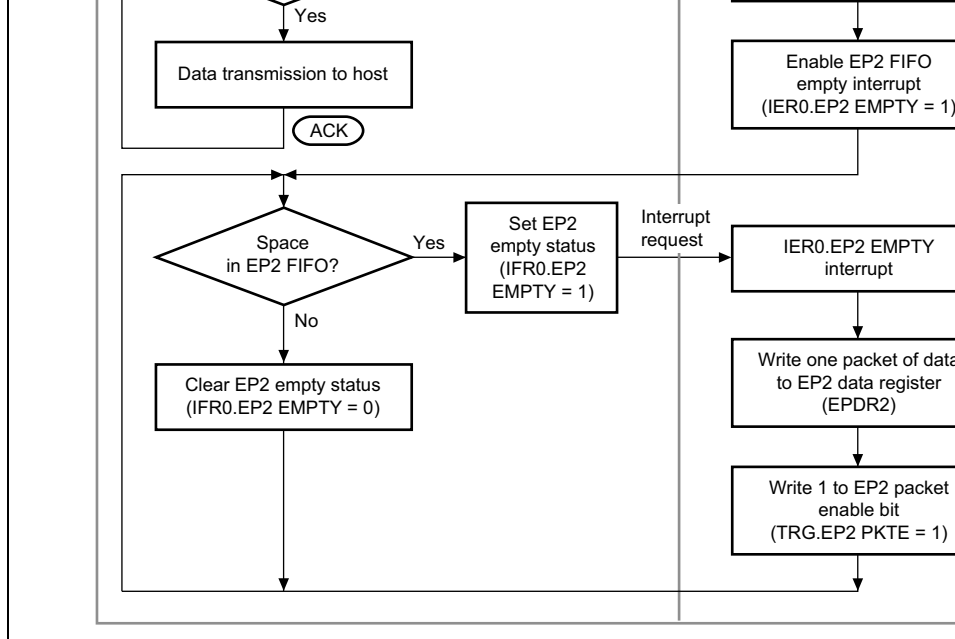 Yes
Data transmission to host
ACK
Enable EP2 FIFO
empty interrupt
(IER0.EP2 EMPTY = 1)
Space
in EP2 FIFO?
Yes
No
Set EP2
empty status
(IFR0.EP2
EMPTY = 1)
Interrupt
request
IER0.EP2 EMPTY
interrupt
Clear EP2 empty status
(IFR0.EP2 EMPTY = 0)
Write one packet of data
to EP2 data register
(EPDR2)
Write 1 to EP2 packet
enable bit
(TRG.EP2 PKTE = 1)